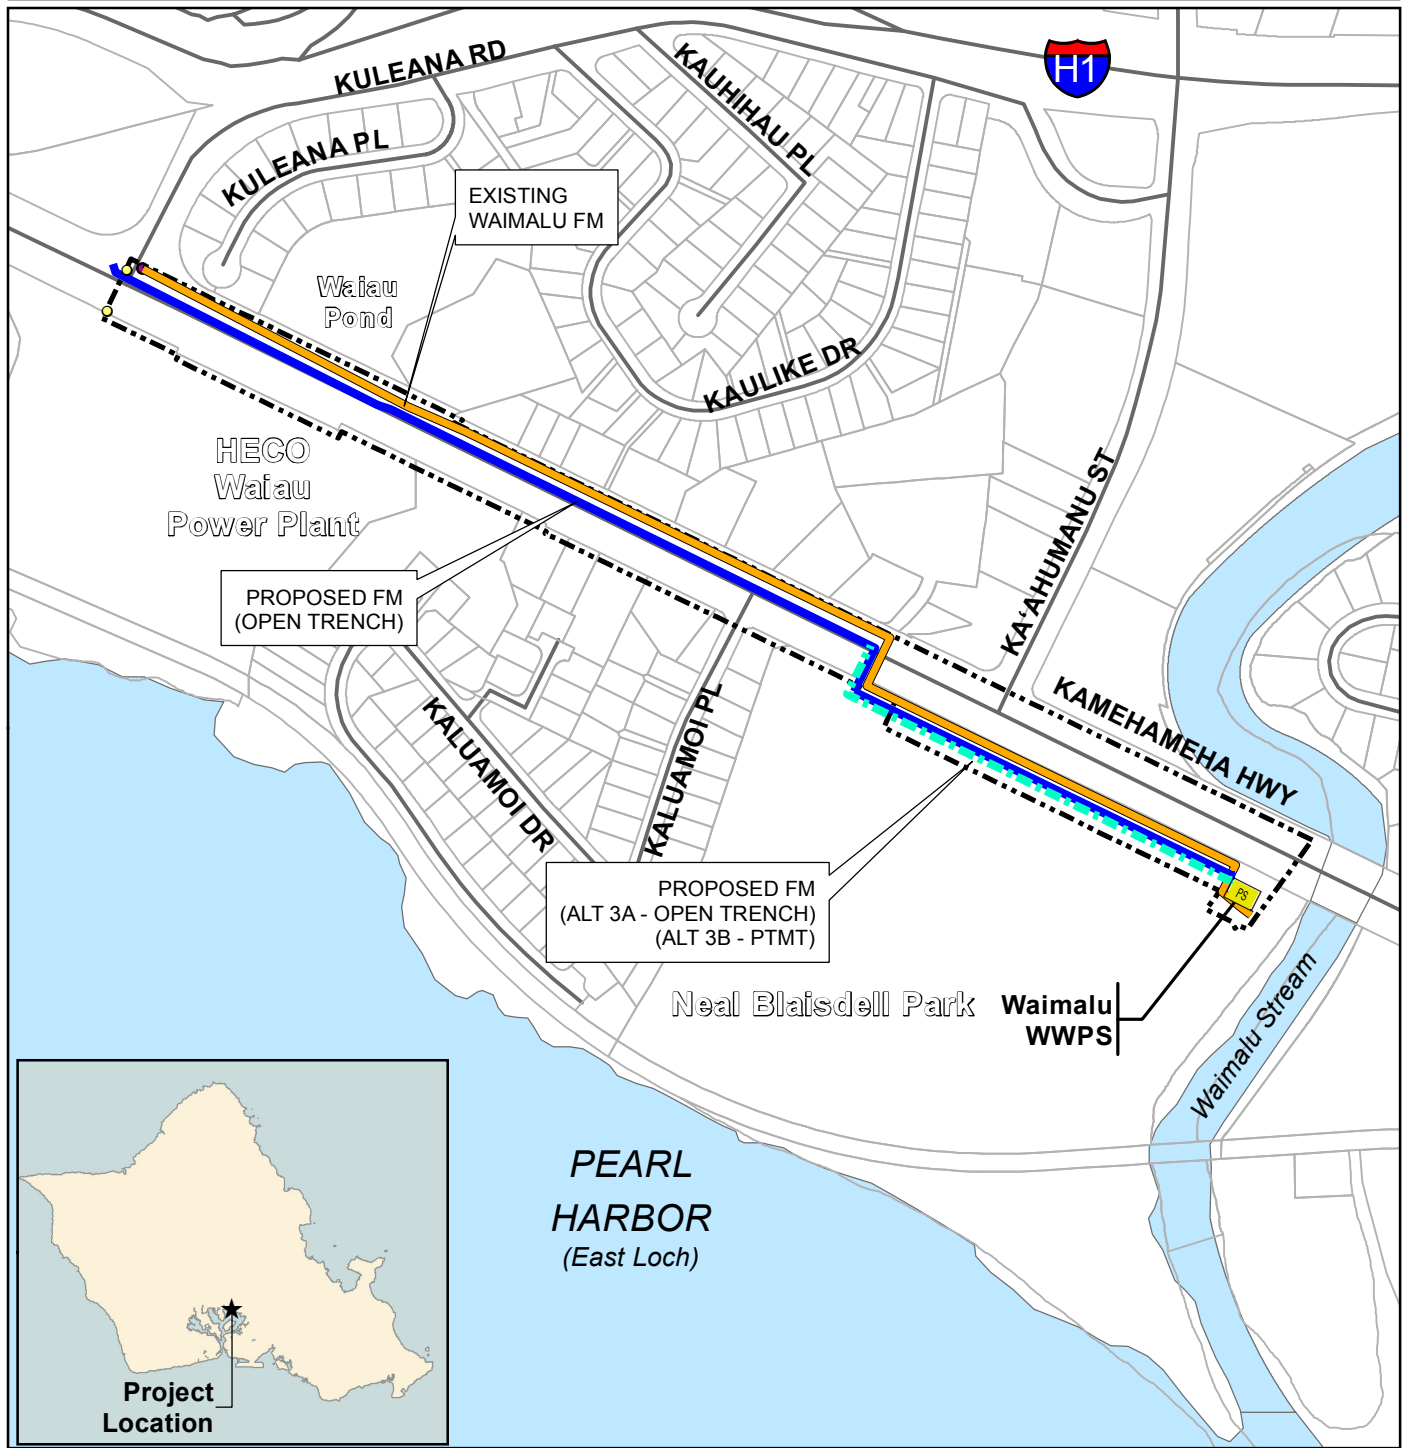 KULEANA RD
KAUHIHAU PL
H1
KULEANA PL
EXISTING
WAIMALU FM
Waiau
Pond
KAULIKE DR
HECO
Waiau
Power Plant
KA'AHUMANU ST
PROPOSED FM
(OPEN TRENCH)
KAMEHAMEHA HWY
KALUAMOI DR
KALUAMOI PL
PROPOSED FM
(ALT 3A - OPEN TRENCH)
(ALT 3B - PTMT)
PS
Neal Blaisdell Park
Waimalu
WWPS
Waimalu Stream
PEARL
HARBOR
(East Loch)
Project
Location